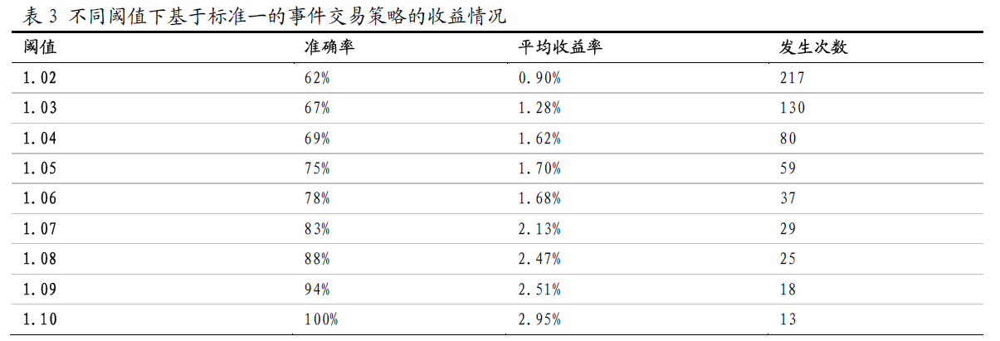 表 3 不同阈值下基于标准一的事件交易策略的收益情况
阈值 准确率 平均收益率 发生次数
1.02 62% 0.90% 217
1.03 67% 1.28% 130
1.04 69% 1.62% 80
1.05 75% 1.70% 59
1.06 78% 1.68% 37
1.07 83% 2.13% 29
1.08 88% 2.47% 25
1.09 94% 2.51% 18
1.10 100% 2.95% 13